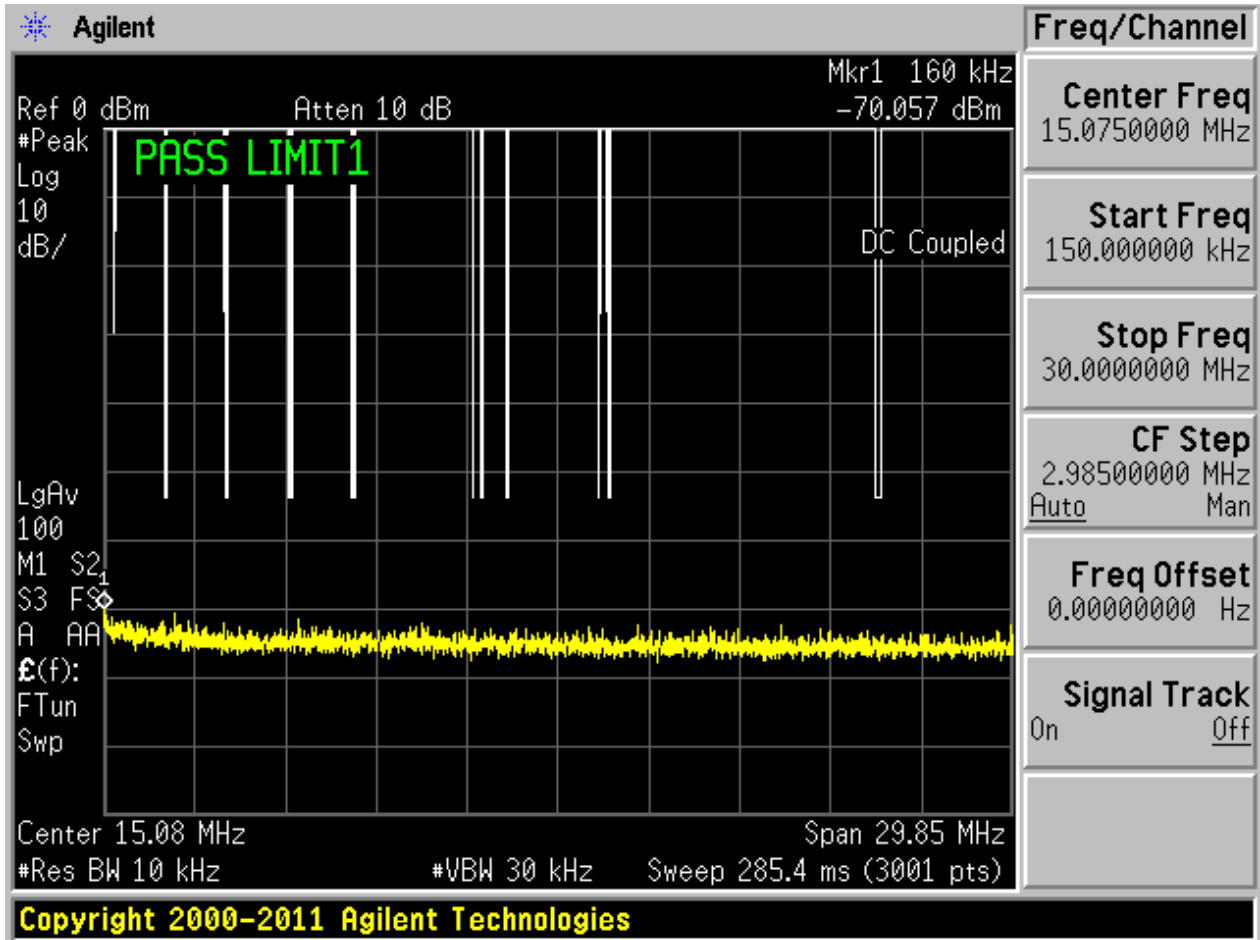 Agilent
Freq/Channel
Mkr1 160 kHz
Ref 0 dBm Atten 10 dB -70.057 dBm
#Peak
Log
10
dB/
PASS LIMIT1
DC Coupled
LgAv
100
M1 S2
S3 FS
A AA
£(f):
FTun
Swp
1
Center 15.08 MHz Span 29.85 MHz
#Res BW 10 kHz #VBW 30 kHz Sweep 285.4 ms (3001 pts)
Center Freq
15.0750000 MHz
Start Freq
150.000000 kHz
Stop Freq
30.0000000 MHz
CF Step
2.98500000 MHz
Auto Man
Freq Offset
0.00000000 Hz
Signal Track
On Off
Copyright 2000-2011 Agilent Technologies